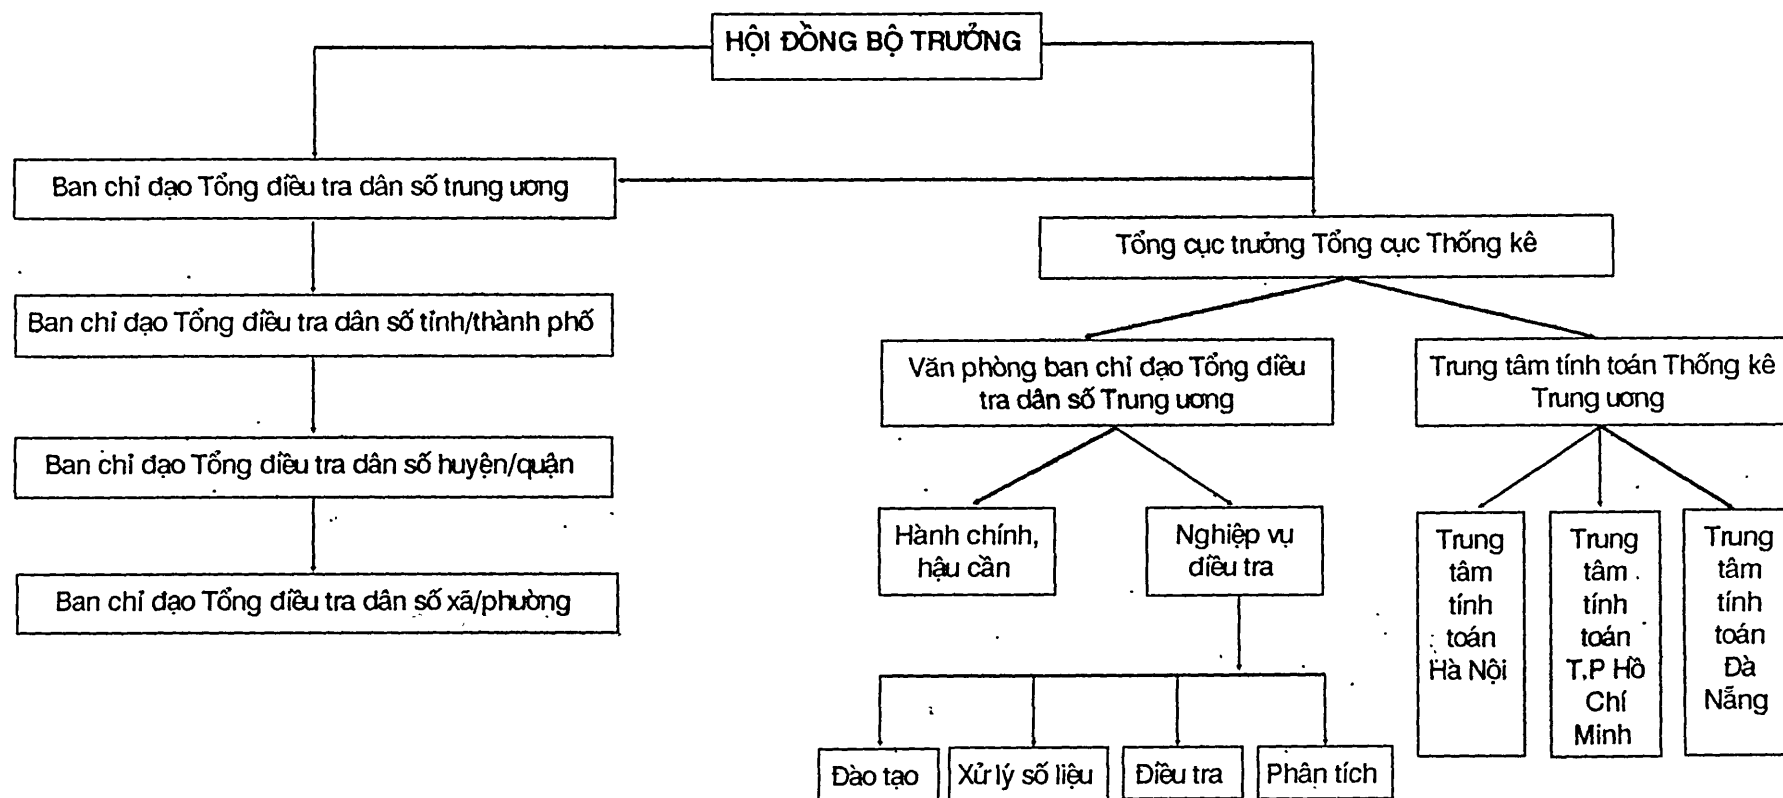 HỘI ĐỒNG BỘ TRƯỞNG
Ban chỉ đạo Tổng điều tra dân số trung ương
Tổng cục trưởng Tổng cục Thống kê
Ban chỉ đạo Tổng điều tra dân số tỉnh/thành phố
Văn phòng ban chỉ đạo Tổng điều
tra dân số Trung ương
Trung tâm tính toán Thống kê
Trung ương
Ban chỉ đạo Tổng điều tra dân số huyện/quận
Hành chính,
hậu cần
Nghiệp vụ
điều tra
Trung
tâm
tính
toán
Hà Nội
Trung
tâm
tính
toán
T.P Hồ
Chí
Minh
Trung
tâm
tính
toán
Đà
Nẵng
Ban chỉ đạo Tổng điều tra dân số xã/phường
Đào tạo
Xử lý số liệu
Điều tra
Phân tích